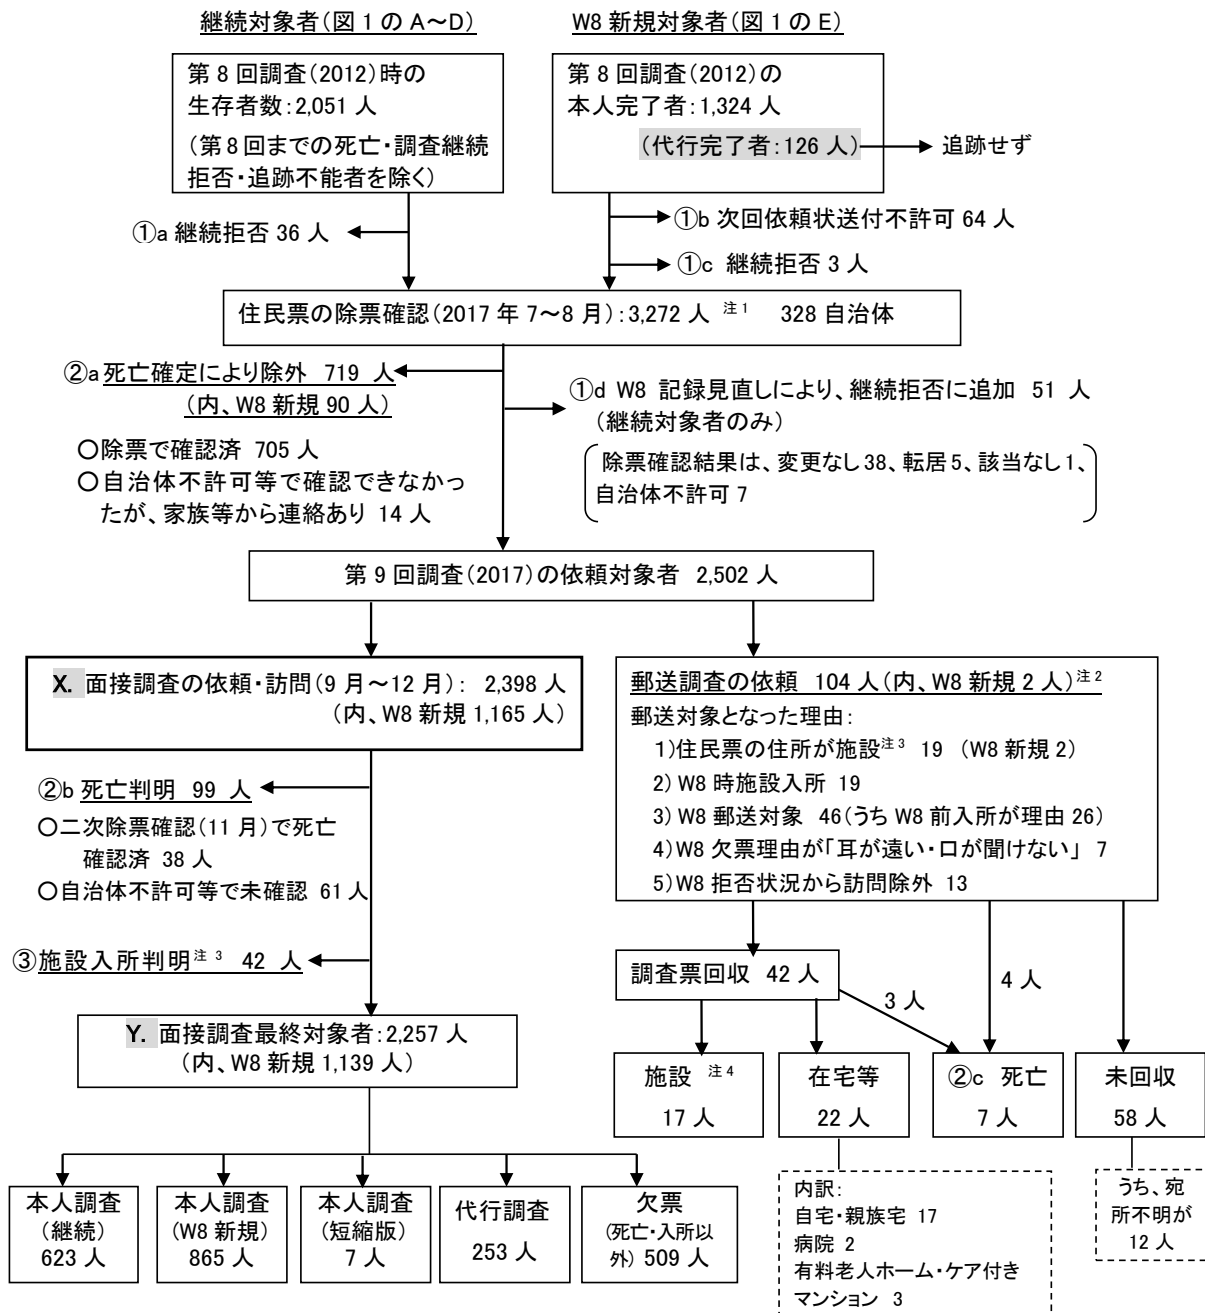 継続対象者(図1のA～D)
W8新規対象者(図1のE)
第8回調査(2012)時の
生存者数:2,051人
(第8回までの死亡・調査継続
拒否・追跡不能者を除く)
第8回調査(2012)の
本人完了者:1,324人
(代行完了者:126人)
追跡せず
①a 継続拒否 36人
①b 次回依頼状送付不許可 64人
①c 継続拒否 3人
住民票の除票確認(2017年7～8月):3,272人 注1 328自治体
②a 死亡確定により除外 719人
(内、W8新規90人)
〇除票で確認済 705人
〇自治体不許可等で確認できなかっ
たが、家族等から連絡あり 14人
①d W8 記録見直しにより、継続拒否に追加 51人
(継続対象者のみ)
除票確認結果は、変更なし38、転居5、該当なし1、
自治体不許可7
第9回調査(2017)の依頼対象者 2,502人
X. 面接調査の依頼・訪問(9月～12月): 2,398人
(内、W8新規1,165人)
②b 死亡判明 99人
〇二次除票確認(11月)で死亡
確認済 38人
〇自治体不許可等で未確認 61人
③施設入所判明注3 42人
Y. 面接調査最終対象者:2,257人
(内、W8新規1,139人)
郵送調査の依頼 104人(内、W8新規2人)注2
郵送対象となった理由:
1)住民票の住所が施設注3 19 (W8新規2)
2)W8時施設入所 19
3)W8郵送対象 46(うちW8前入所が理由26)
4)W8欠票理由が「耳が遠い・口が聞けない」 7
5)W8拒否状況から訪問除外 13
調査票回収 42人
3人
4人
施設 注4
17人
在宅等
22人
②c 死亡
7人
未回収
58人
本人調査
(継続)
623人
本人調査
(W8新規)
865人
本人調査
(短縮版)
7人
代行調査
253人
欠票
(死亡・入所以
外) 509人
内訳:
自宅・親族宅 17
病院 2
有料老人ホーム・ケア付き
マンション 3
うち、宛
所不明が
12人